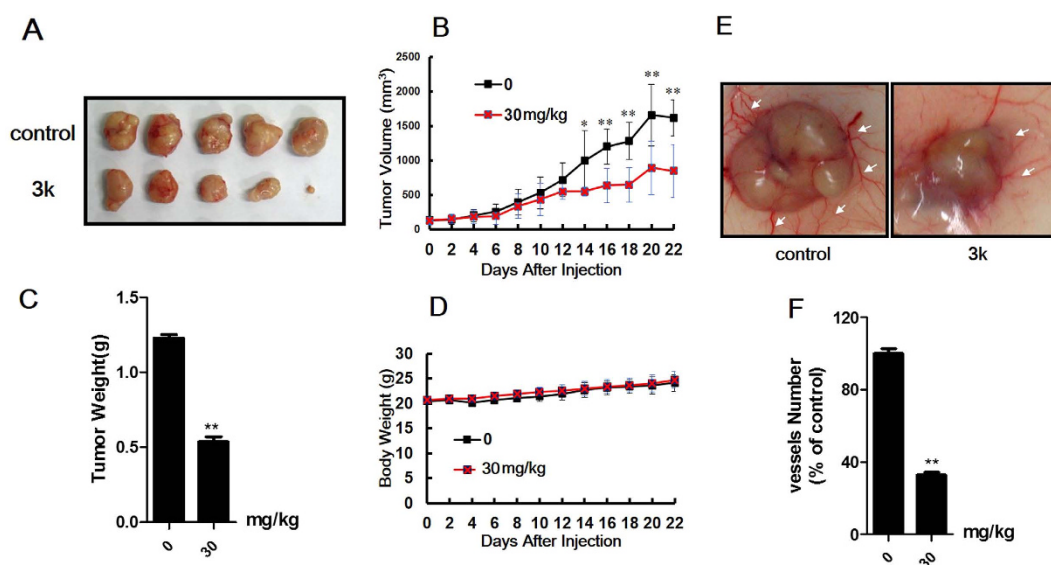 A
control
3k
B
Tumor Volume (mm³)
2500
2000
1500
1000
500
0
0
30mg/kg
*
**
**
**
**
0 2 4 6 8 10 12 14 16 18 20 22
Days After Injection
E
control
3k
C
Tumor Weight(g)
1.5
1.0
0.5
0.0
**
0
30
mg/kg
D
Body Weight (g)
30
25
20
15
10
5
0
0
30mg/kg
0 2 4 6 8 10 12 14 16 18 20 22
Days After Injection
F
vessels Number
(% of control)
120
80
40
0
**
0
30
mg/kg